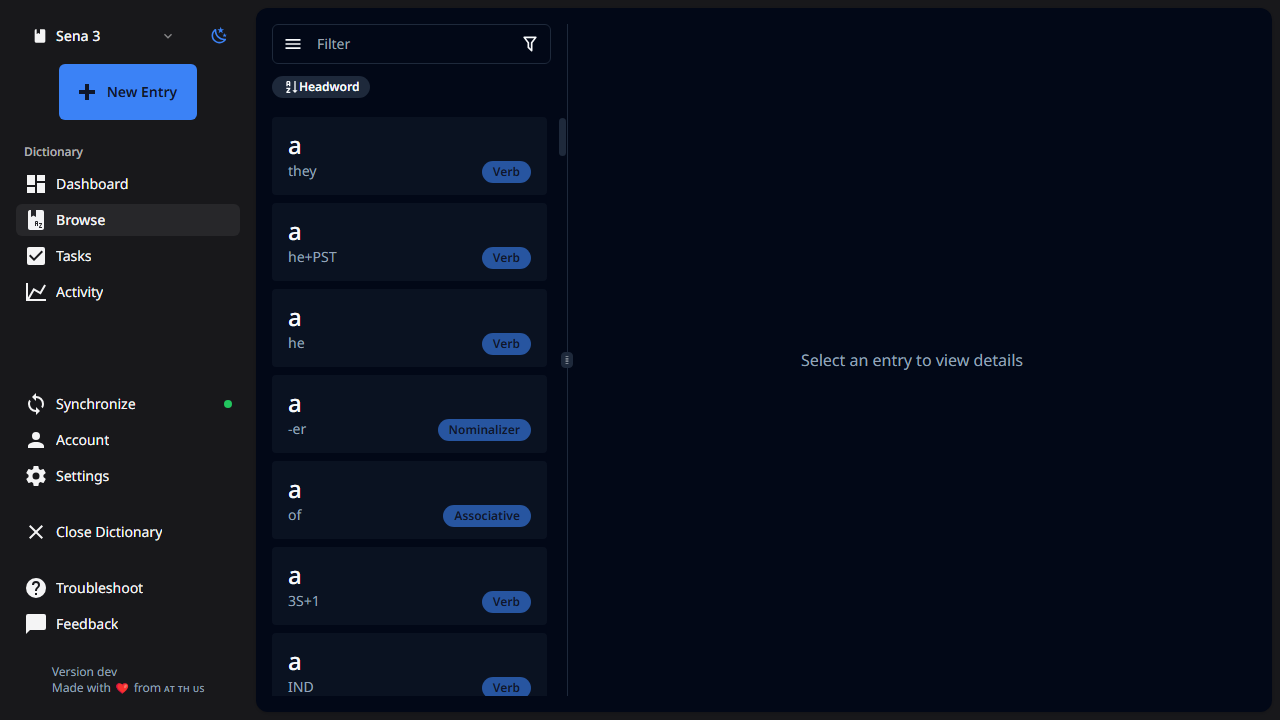 Sena 3
New Entry
Dictionary
Dashboard
Browse
Tasks
Activity
Synchronize
Account
Settings
Close Dictionary
Troubleshoot
Feedback
Version dev
Made with ❤️ from AT TH US
Filter
Headword
a
they
Verb
a
he+PST
Verb
a
he
Verb
a
-er
Nominalizer
a
of
Associative
a
3S+1
Verb
a
IND
Verb
Select an entry to view details